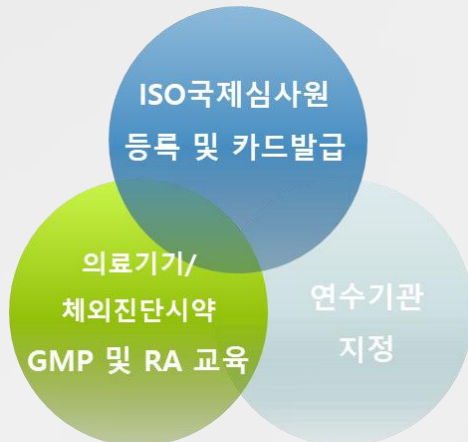 ISO국제심사원
등록 및 카드발급
의료기기/
체외진단시약
GMP 및 RA 교육
연수기관
지정